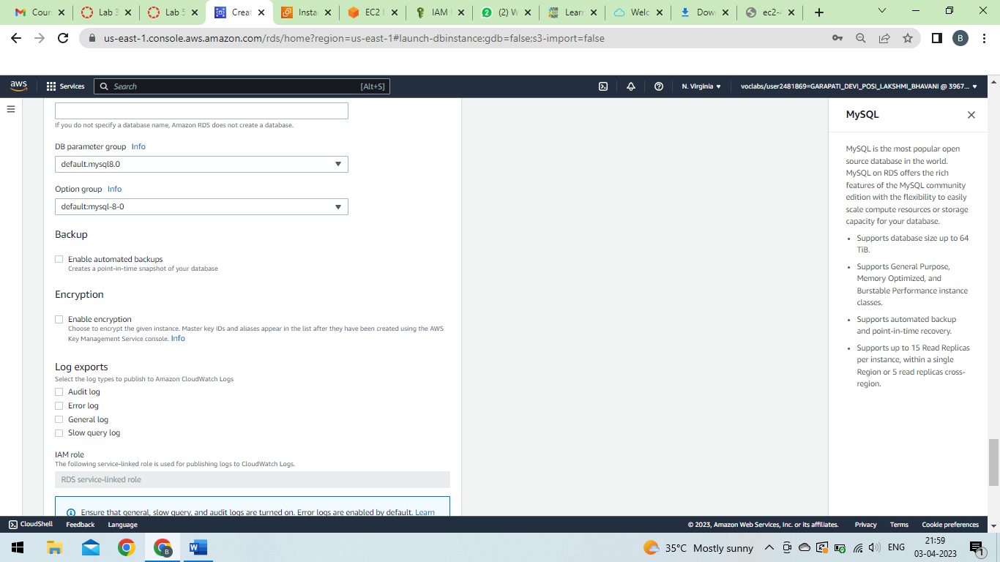 Cour
Lab 3
Lab 5
Creat
Insta
EC2
IAM
(2) W
Learn
Welc
Dow
ec2-
us-east-1.console.aws.amazon.com/rds/home?region=us-east-1#launch-dbinstance:gdb=false;s3-import=false
B
aws
Services
Search
[Alt+S]
N. Virginia
voclabs/user2481869=GARAPATI_DEVI_POSI_LAKSHMI_BHAVANI @ 3967...
If you do not specify a database name, Amazon RDS does not create a database.
DB parameter group Info
default.mysql8.0
Option group Info
default:mysql-8-0
Backup
Enable automated backups
Creates a point-in-time snapshot of your database
Encryption
Enable encryption
Choose to encrypt the given instance. Master key IDs and aliases appear in the list after they have been created using the AWS
Key Management Service console. Info
Log exports
Select the log types to publish to Amazon CloudWatch Logs
Audit log
Error log
General log
Slow query log
IAM role
The following service-linked role is used for publishing logs to CloudWatch Logs.
RDS service-linked role
Ensure that general, slow query, and audit logs are turned on. Error logs are enabled by default. Learn
MySQL
MySQL is the most popular open
source database in the world.
MySQL on RDS offers the rich
features of the MySQL community
edition with the flexibility to easily
scale compute resources or storage
capacity for your database.
Supports database size up to 64
TiB.
Supports General Purpose,
Memory Optimized, and
Burstable Performance instance
classes.
Supports automated backup
and point-in-time recovery.
Supports up to 15 Read Replicas
per instance, within a single
Region or 5 read replicas cross-
region.
CloudShell
Feedback
Language
© 2023, Amazon Web Services, Inc. or its affiliates.
Privacy
Terms
Cookie preferences
35°C Mostly sunny
ENG
21:59
03-04-2023
1